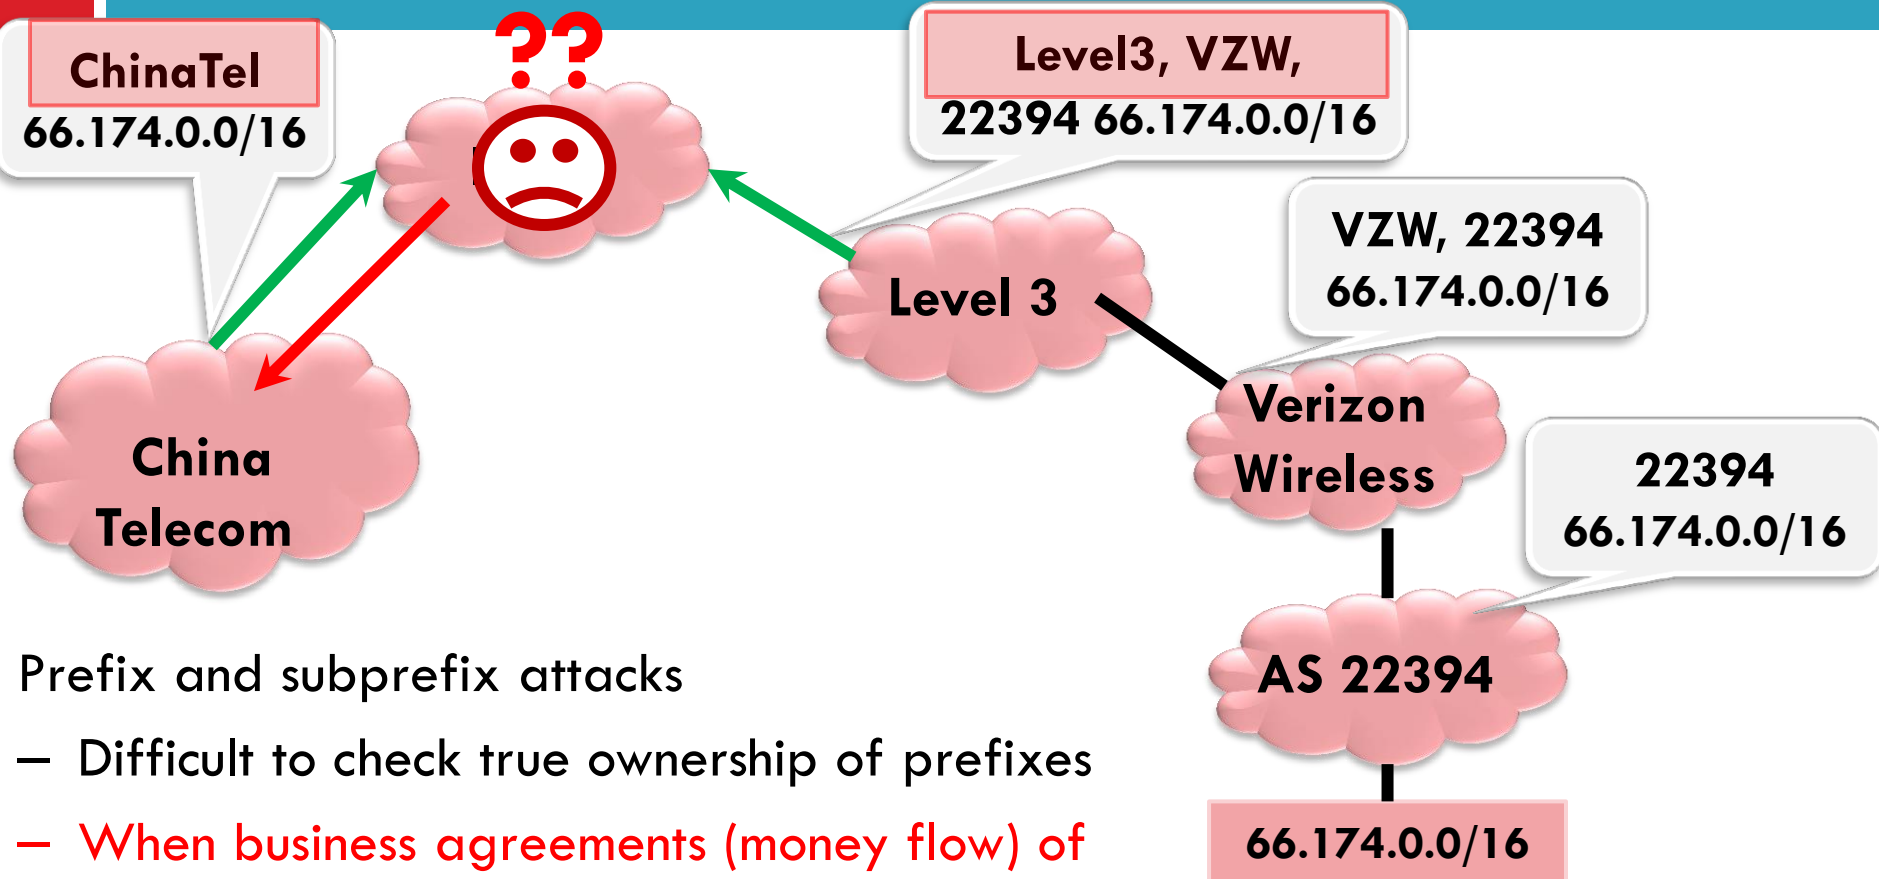 ??
ChinaTel
66.174.0.0/16
Level3, VZW,
22394 66.174.0.0/16
VZW, 22394
66.174.0.0/16
Level 3
Verizon
Wireless
22394
66.174.0.0/16
China
Telecom
AS 22394
66.174.0.0/16
Prefix and subprefix attacks
– Difficult to check true ownership of prefixes
– When business agreements (money flow) of